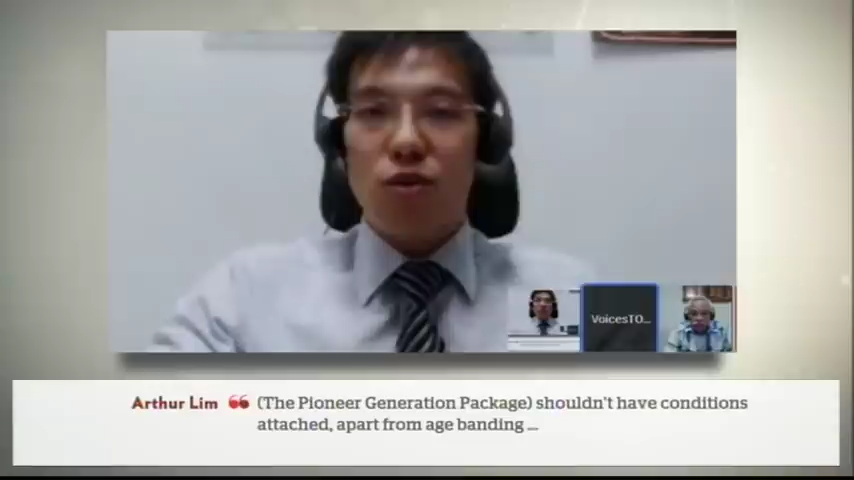 VoicesTO...
Arthur Lim “ (The Pioneer Generation Package) shouldn't have conditions
attached, apart from age banding ...